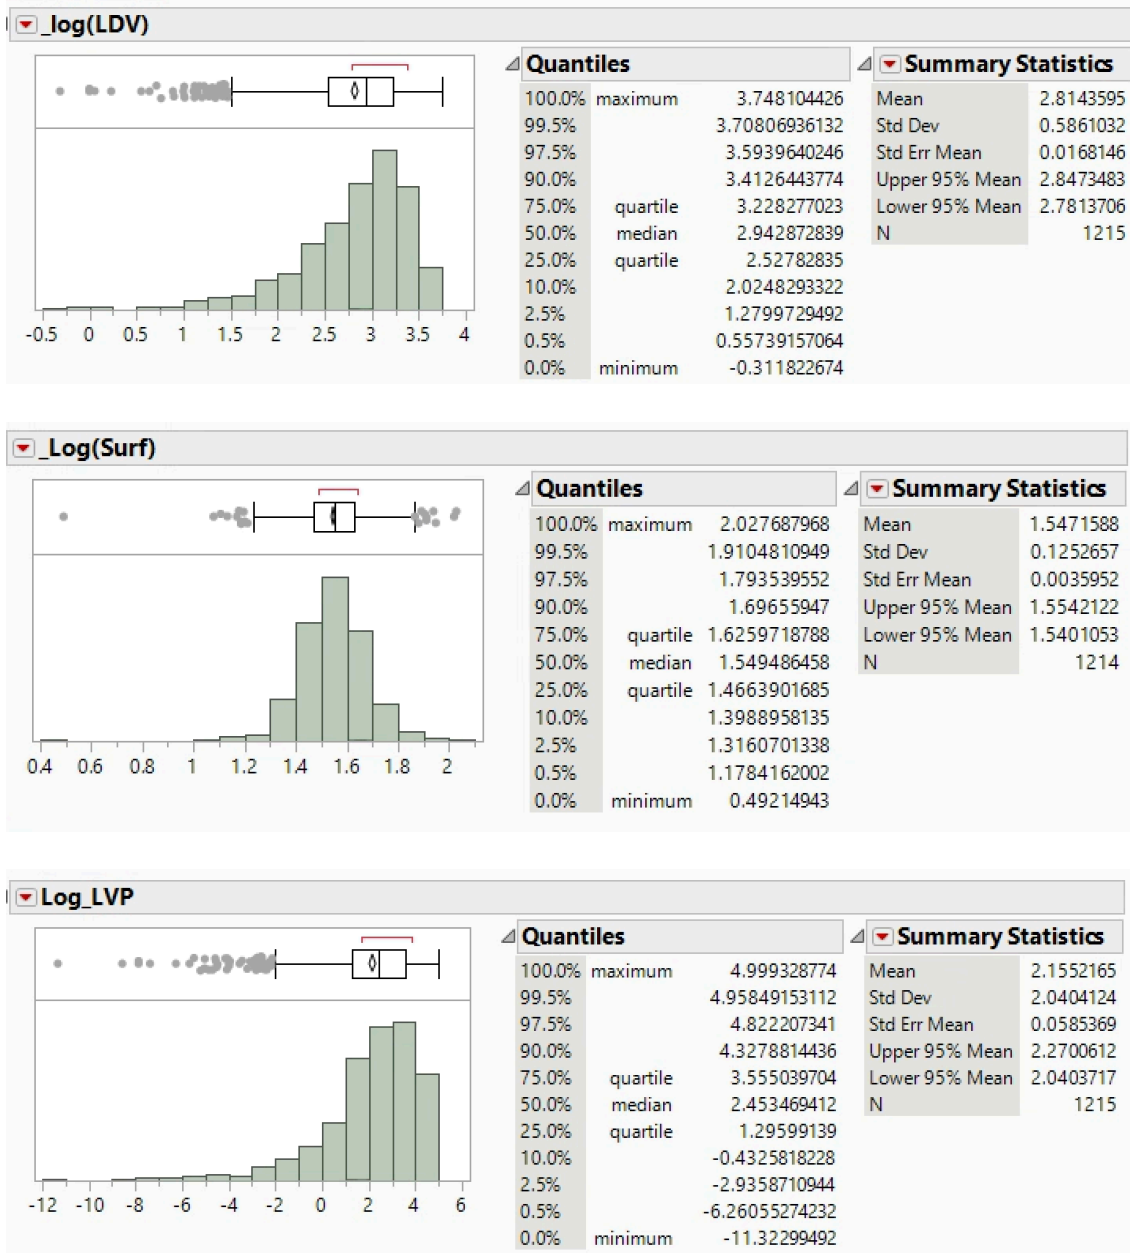 _log(LDV)
-0.5 0 0.5 1 1.5 2 2.5 3 3.5 4
Quantiles
100.0% maximum 3.748104426
99.5% 3.70806936132
97.5% 3.5939640246
90.0% 3.4126443774
75.0% quartile 3.228277023
50.0% median 2.942872839
25.0% quartile 2.52782835
10.0% 2.0248293322
2.5% 1.2799729492
0.5% 0.55739157064
0.0% minimum -0.311822674
Summary Statistics
Mean 2.8143595
Std Dev 0.5861032
Std Err Mean 0.0168146
Upper 95% Mean 2.8473483
Lower 95% Mean 2.7813706
N 1215
_Log(Surf)
0.4 0.6 0.8 1 1.2 1.4 1.6 1.8 2
Quantiles
100.0% maximum 2.027687968
99.5% 1.9104810949
97.5% 1.793539552
90.0% 1.69655947
75.0% quartile 1.6259718788
50.0% median 1.549486458
25.0% quartile 1.4663901685
10.0% 1.3988958135
2.5% 1.3160701338
0.5% 1.1784162002
0.0% minimum 0.49214943
Summary Statistics
Mean 1.5471588
Std Dev 0.1252657
Std Err Mean 0.0035952
Upper 95% Mean 1.5542122
Lower 95% Mean 1.5401053
N 1214
Log_LVP
-12 -10 -8 -6 -4 -2 0 2 4 6
Quantiles
100.0% maximum 4.999328774
99.5% 4.95849153112
97.5% 4.822207341
90.0% 4.3278814436
75.0% quartile 3.555039704
50.0% median 2.453469412
25.0% quartile 1.29599139
10.0% -0.4325818228
2.5% -2.9358710944
0.5% -6.26055274232
0.0% minimum -11.32299492
Summary Statistics
Mean 2.1552165
Std Dev 2.0404124
Std Err Mean 0.0585369
Upper 95% Mean 2.2700612
Lower 95% Mean 2.0403717
N 1215